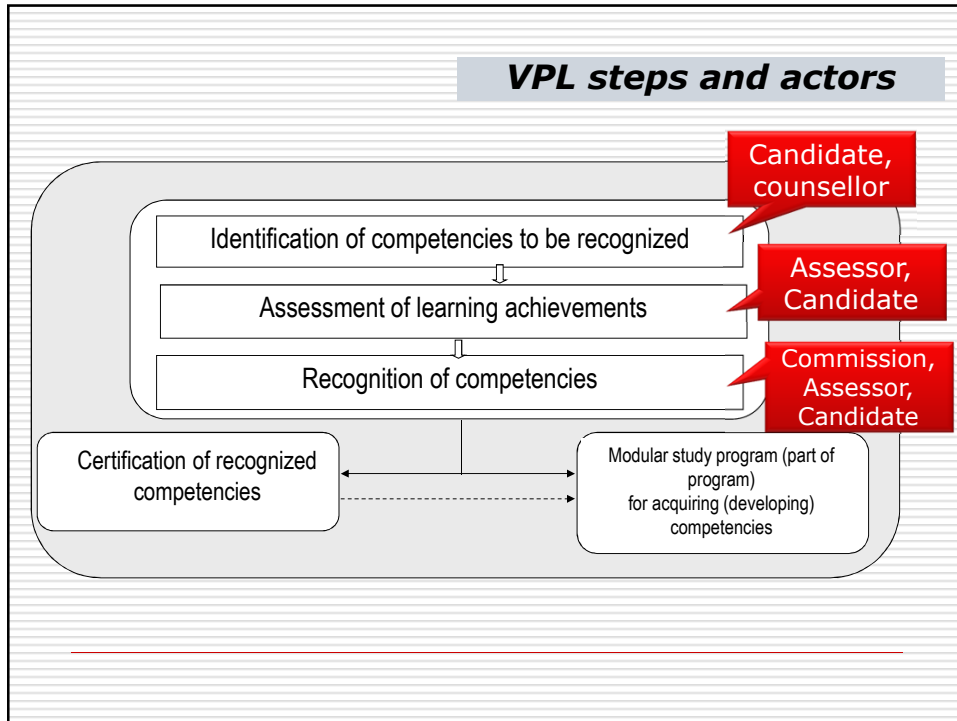 VPL steps and actors
Candidate,
counsellor
Identification of competencies to be recognized
Assessor,
Candidate
Assessment of learning achievements
Commission,
Assessor,
Candidate
Recognition of competencies
Certification of recognized
competencies
Modular study program (part of
program)
for acquiring (developing)
competencies